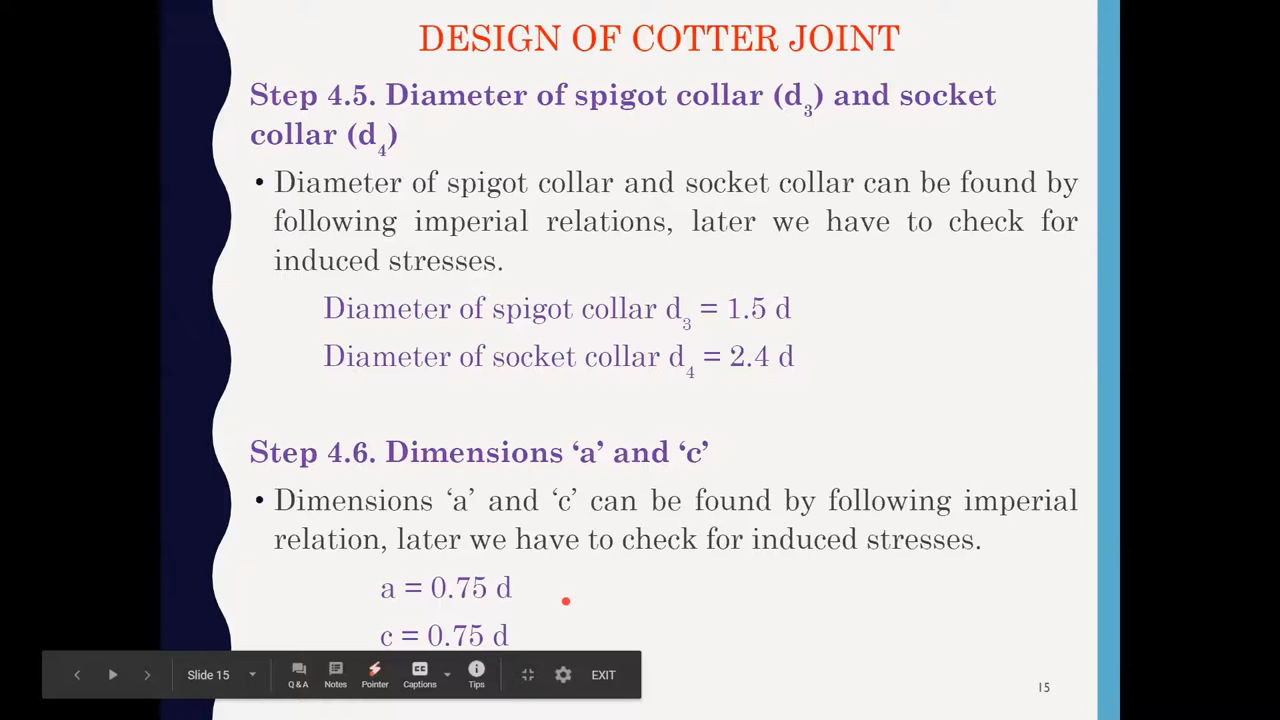 DESIGN OF COTTER JOINT
Step 4.5. Diameter of spigot collar (d3) and socket
collar (d4)
• Diameter of spigot collar and socket collar can be found by
following imperial relations, later we have to check for
induced stresses.
Diameter of spigot collar d3 = 1.5 d
Diameter of socket collar d4 = 2.4 d
Step 4.6. Dimensions ‘a’ and ‘c’
• Dimensions ‘a’ and ‘c’ can be found by following imperial
relation, later we have to check for induced stresses.
a = 0.75 d
c = 0.75 d
Slide 15
Q & A
Notes
Pointer
CC
Captions
Tips
EXIT
15